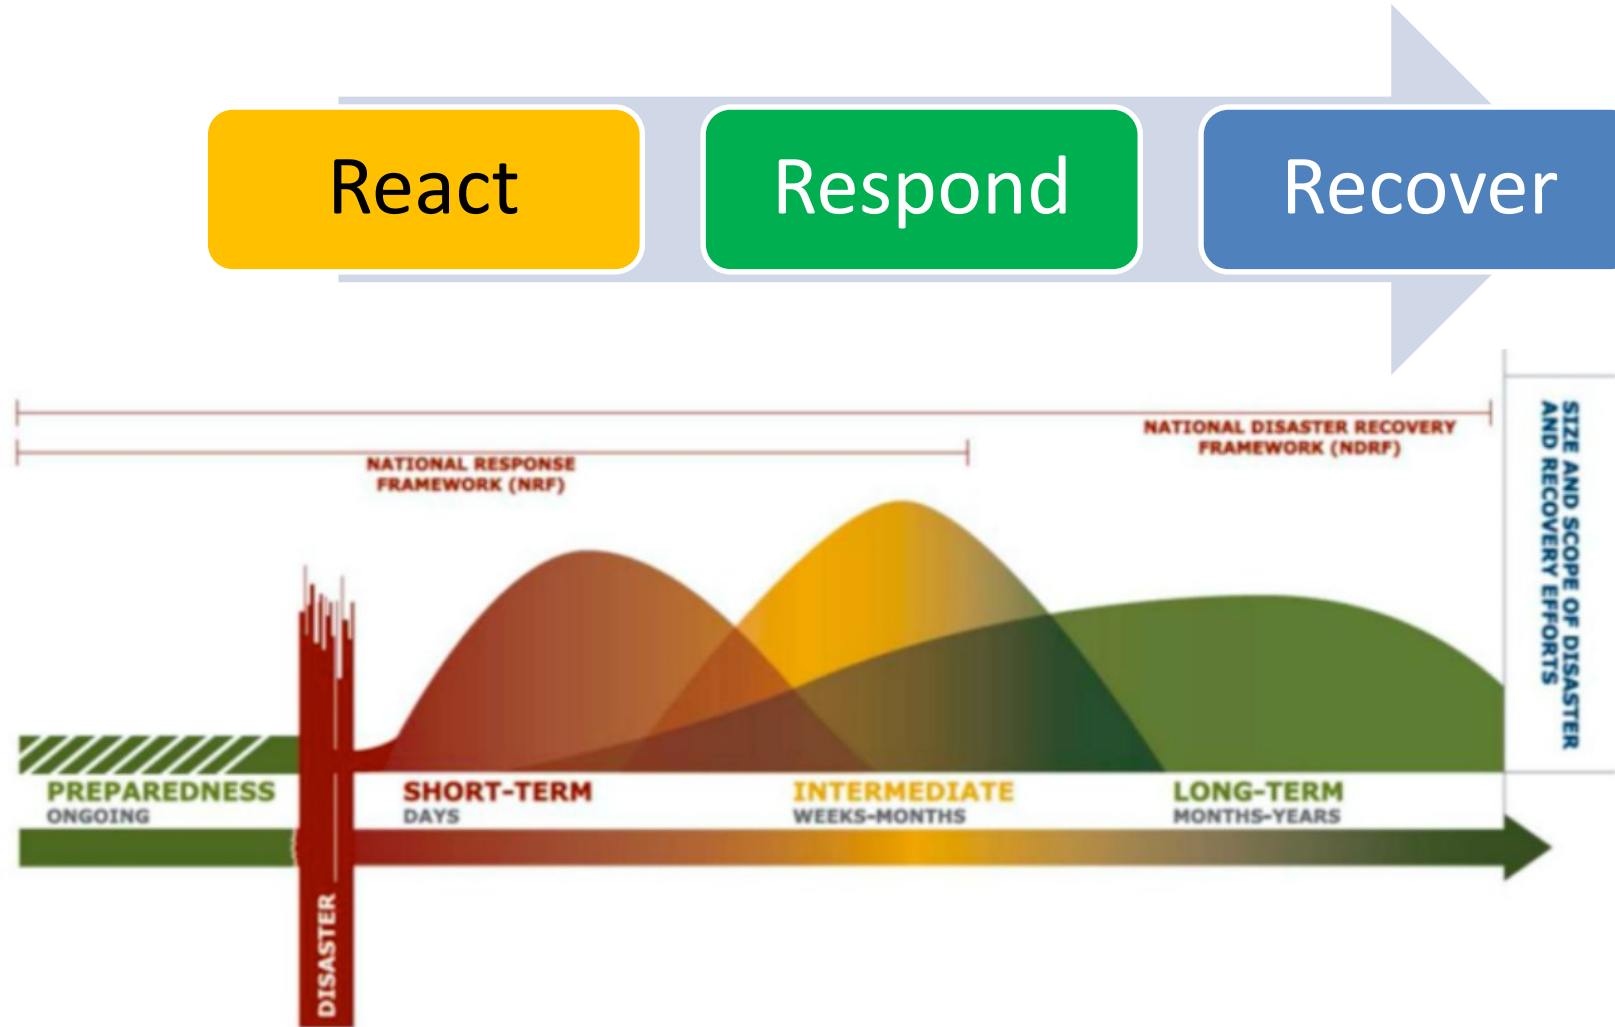 React
Respond
Recover
NATIONAL DISASTER RECOVERY
FRAMEWORK (NDRF)
NATIONAL RESPONSE
FRAMEWORK (NRF)
SIZE AND SCOPE OF DISASTER
AND RECOVERY EFFORTS
PREPAREDNESS
ONGOING
SHORT-TERM
DAYS
INTERMEDIATE
WEEKS-MONTHS
LONG-TERM
MONTHS-YEARS
DISASTER